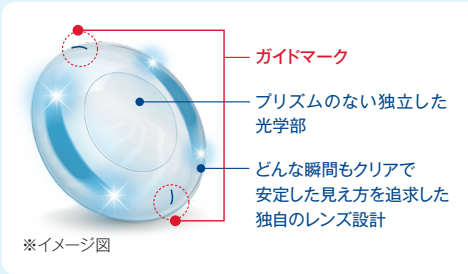 ガイドマーク
プリズムのない独立した
光学部
どんな瞬間もクリアで
安定した見え方を追求した
独自のレンズ設計
※イメージ図